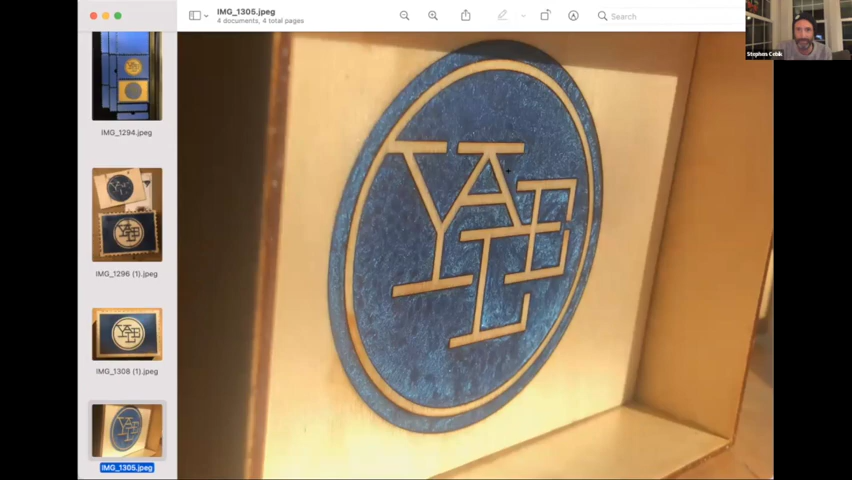 IMG_1305.jpeg
4 documents, 4 total pages
Search
Stephen Cobik
IMG_1294.jpeg
IMG_1296 (1).jpeg
IMG_1308 (1).jpeg
IMG_1305.jpeg
YALE